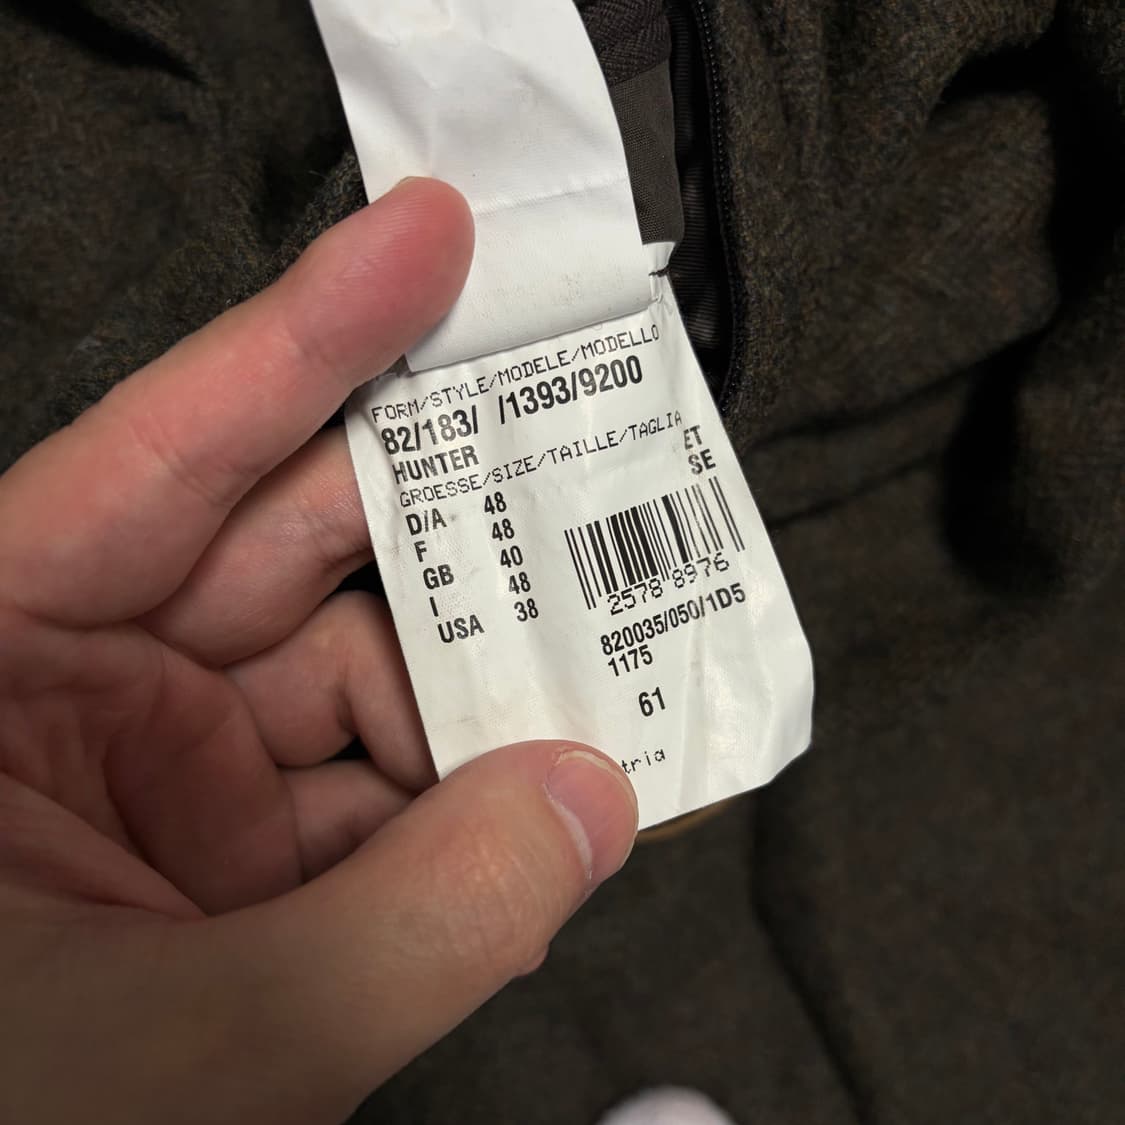 FORM/STYLE/MODELE/MODELLO
82/183/ /1393/9200
HUNTER
GROESSE/SIZE/TAILLE/TAGLIA
ET
SE
D/A 48
F 48
GB 40
I 48
USA 38
2578 8976
820035/050/1D5
1175
61
tria